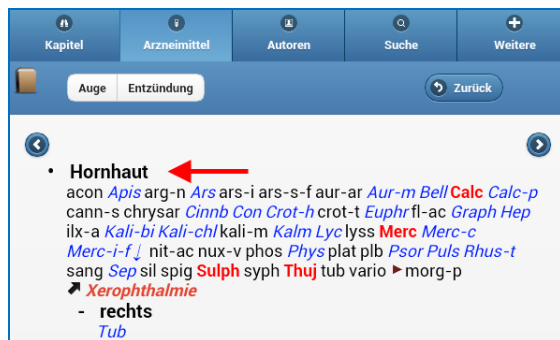 Kapitel Arzneimittel Autoren Suche Weitere
Auge Entzündung Zurück
• Hornhaut
acon Apis arg-n Ars ars-i ars-s-f aur-ar Aur-m Bell Calc Calc-p
cann-s chrysar Cinnb Con Crot-h crot-t Euphr fl-ac Graph Hep
ilx-a Kali-bi Kali-chl kali-m Kalm Lyc lyss Merc Merc-c
Merc-i-f↓ nit-ac nux-v phos Phys plat plb Psor Puls Rhus-t
sang Sep sil spig Sulph syph Thuj tub vario ►morg-p
Xerophthalmie
- rechts
Tub